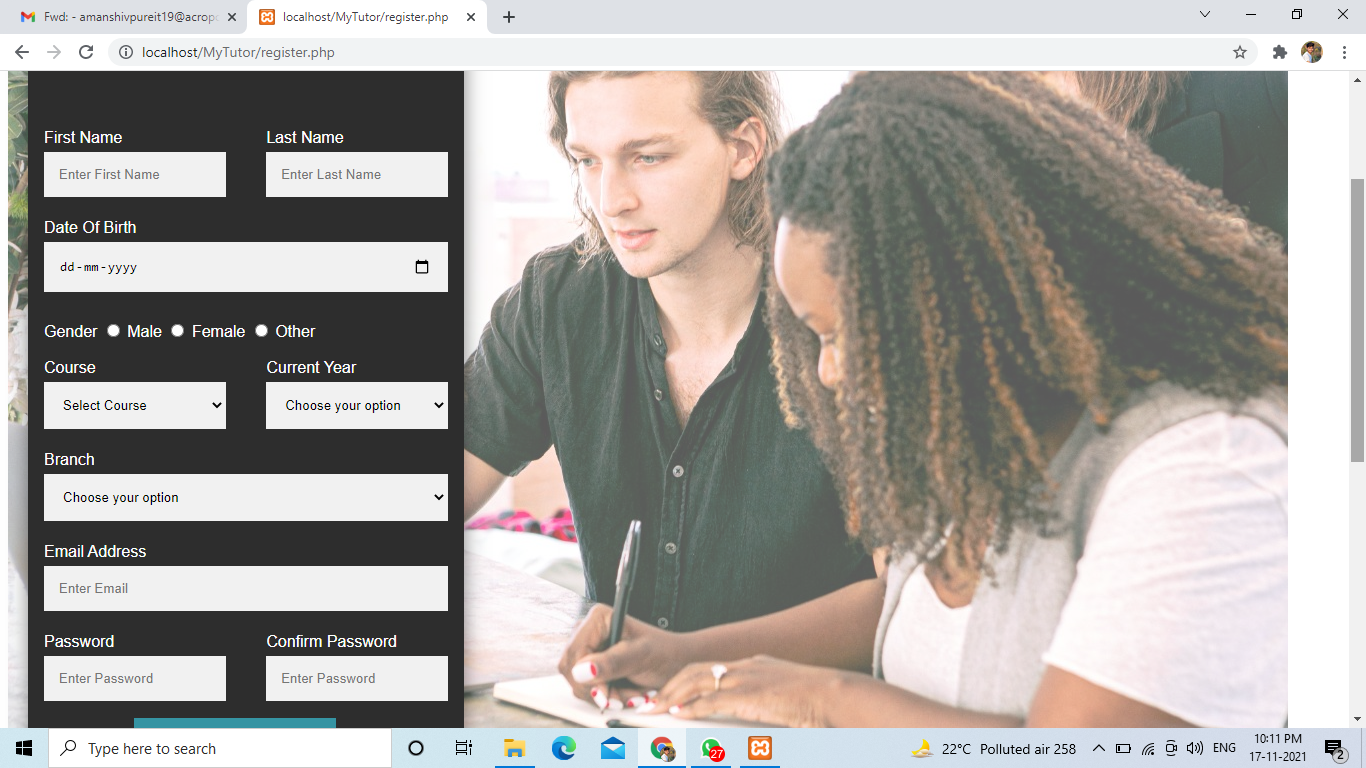 Fwd: - amanshivpureit19@acropo
localhost/MyTutor/register.php
localhost/MyTutor/register.php
First Name Last Name
Enter First Name Enter Last Name
Date Of Birth
dd-mm-yyyy
Gender Male Female Other
Course Current Year
Select Course Choose your option
Branch
Choose your option
Email Address
Enter Email
Password Confirm Password
Enter Password Enter Password
Type here to search
27
22°C Polluted air 258
ENG
10:11 PM
17-11-2021
2